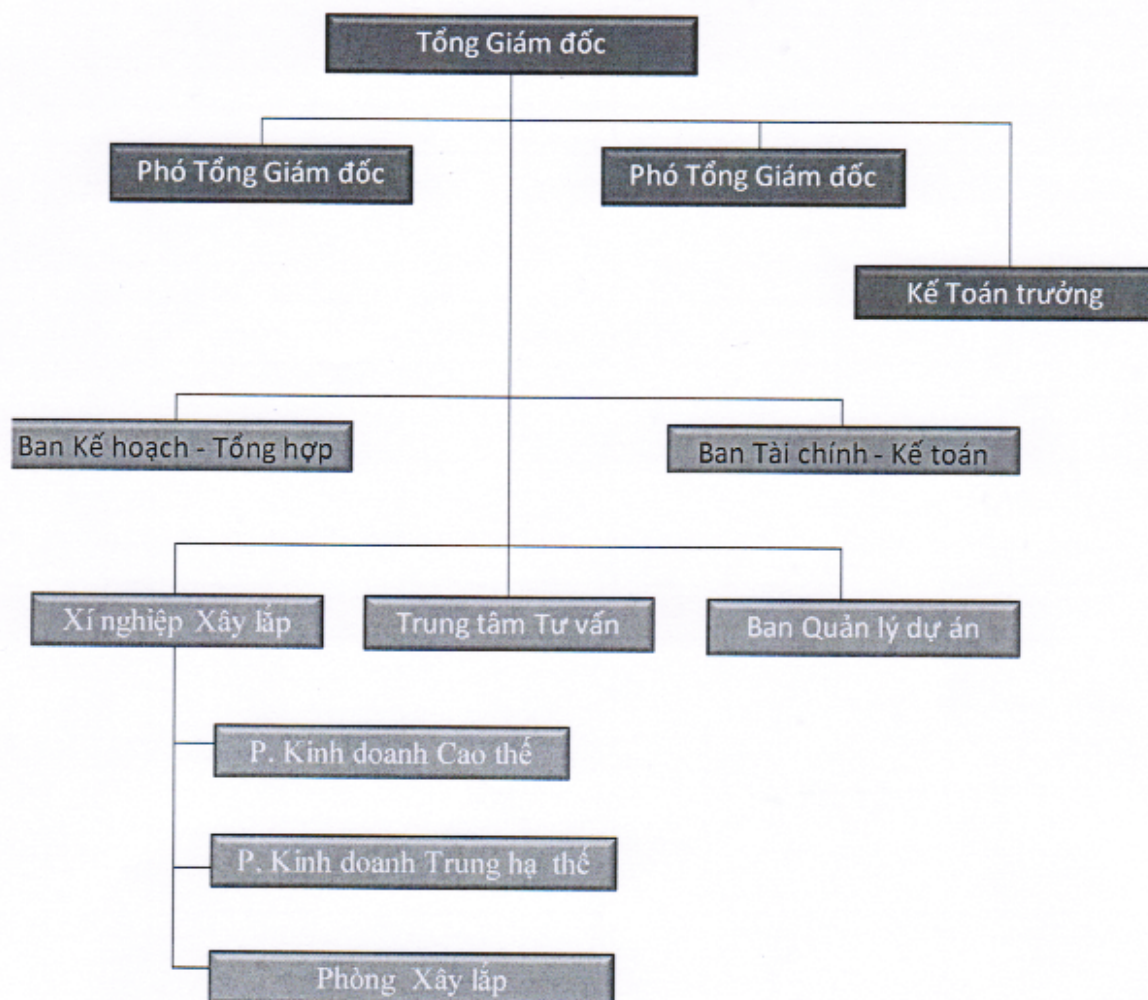 Tổng Giám đốc
Phó Tổng Giám đốc
Phó Tổng Giám đốc
Kế Toán trưởng
Ban Kế hoạch - Tổng hợp
Ban Tài chính - Kế toán
Xí nghiệp Xây lắp
Trung tâm Tư vấn
Ban Quản lý dự án
P. Kinh doanh Cao thế
P. Kinh doanh Trung hạ thế
Phòng Xây lắp